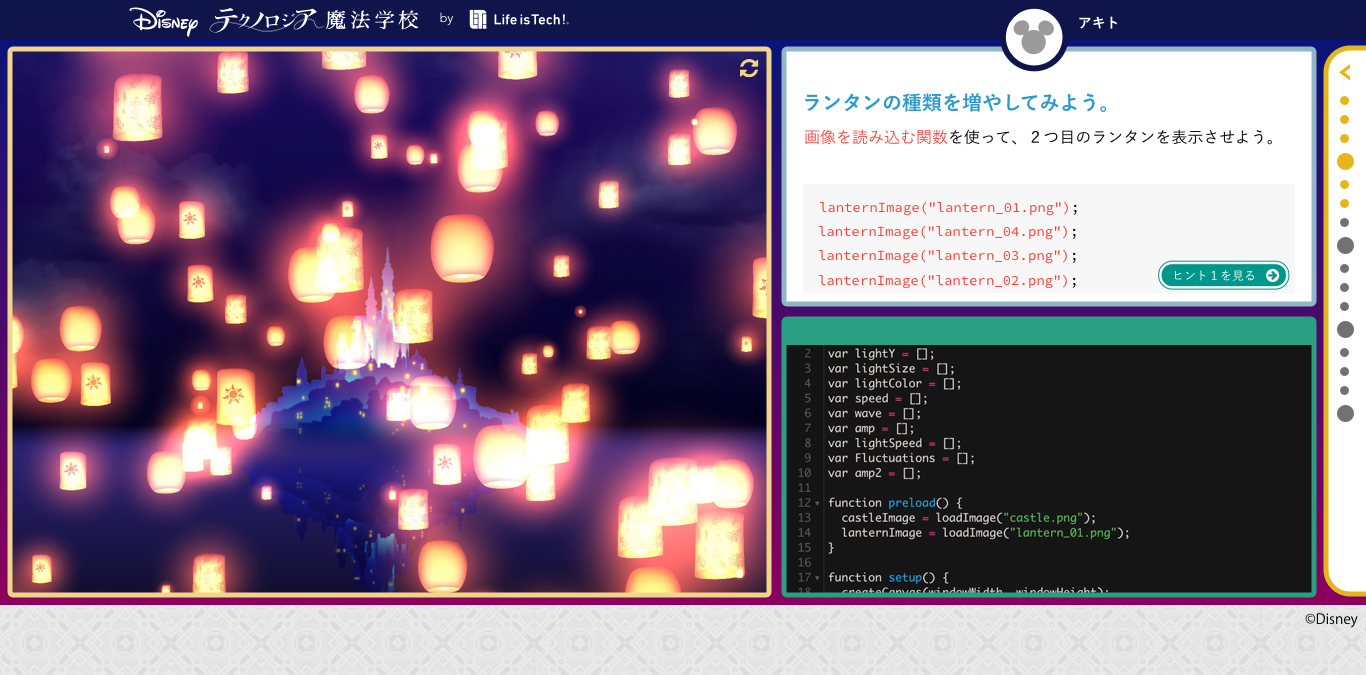 Disney テクノロジア魔法学校 by Life is Tech!
アキト
ランタンの種類を増やしてみよう。
画像を読み込む関数を使って、２つ目のランタンを表示させよう。
lanternImage("lantern_01.png");
lanternImage("lantern_04.png");
lanternImage("lantern_03.png");
lanternImage("lantern_02.png");
ヒント１を見る
2 var lightY = [];
3 var lightSize = [];
4 var lightColor = [];
5 var speed = [];
6 var wave = [];
7 var amp = [];
8 var lightSpeed = [];
9 var Fluctuations = [];
10 var amp2 = [];
11
12 function preload() {
13 castleImage = loadImage("castle.png");
14 lanternImage = loadImage("lantern_01.png");
15 }
16
17 function setup() {
18 createCanvas(windowWidth, windowHeight);
©Disney